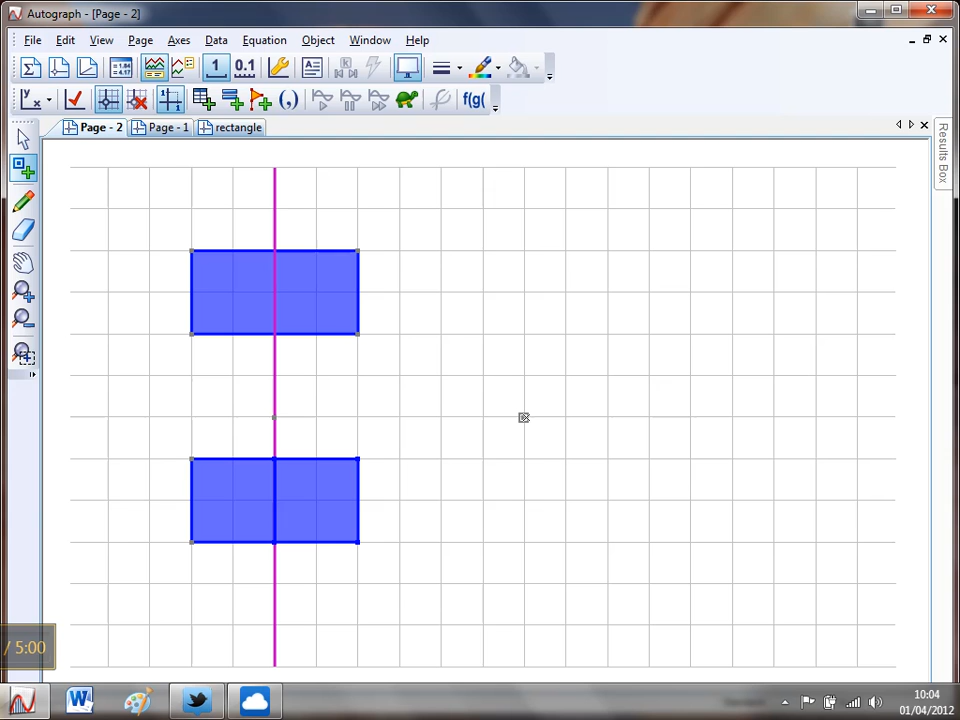 Autograph - [Page - 2]
File Edit View Page Axes Data Equation Object Window Help
1 0.1 A k
y x (,) f(g(
Page - 2 Page - 1 rectangle
Results Box
/ 5:00
10:04
01/04/2012